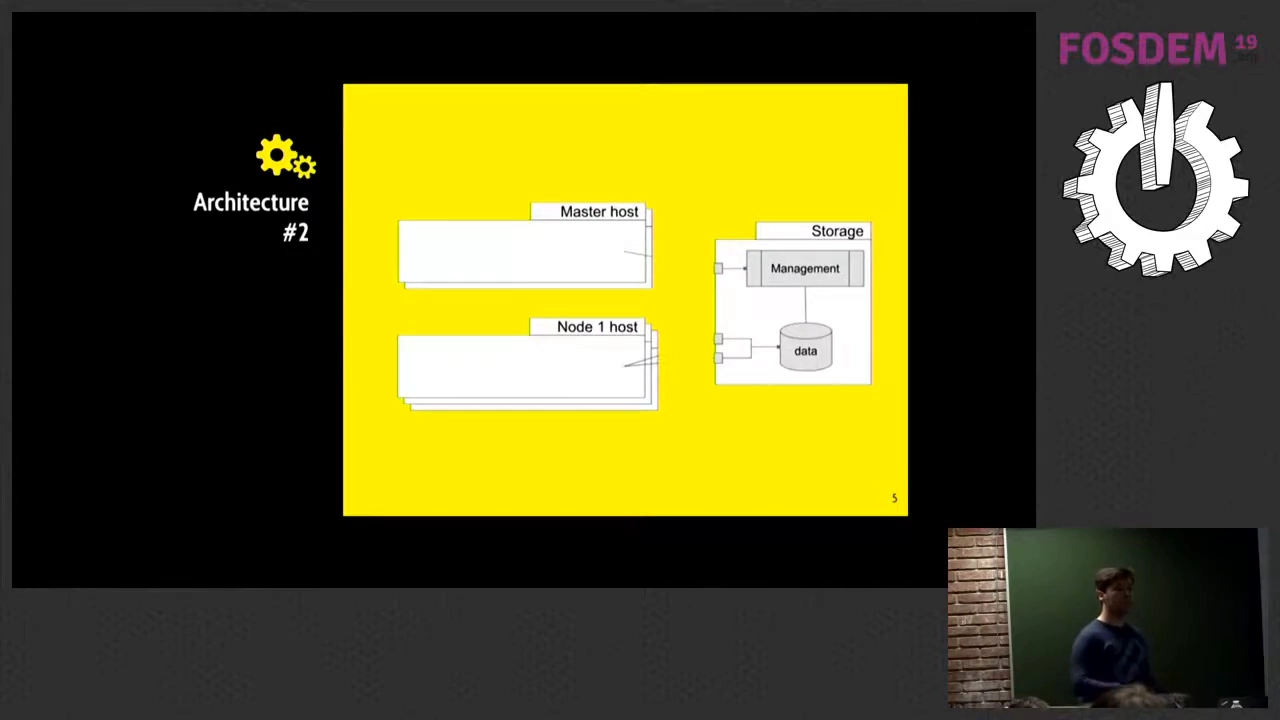 FOSDEM 19
Architecture
#2
Master host
Storage
Management
Node 1 host
data
5